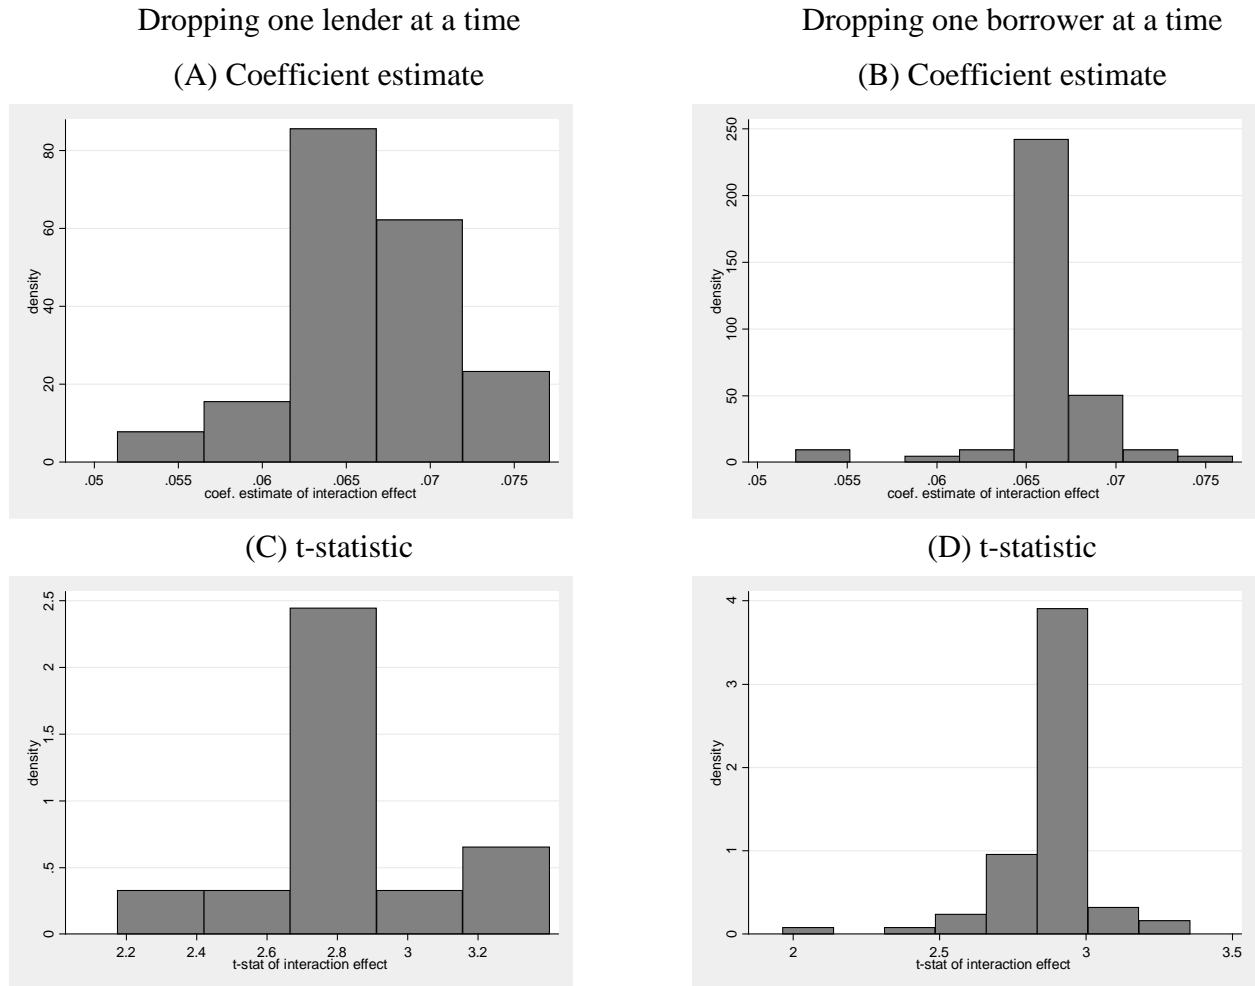 Dropping one lender at a time
Dropping one borrower at a time
(A) Coefficient estimate
(B) Coefficient estimate
density
0 20 40 60 80
.05 .055 .06 .065 .07 .075
coef. estimate of interaction effect
density
0 50 100 150 200 250
.05 .055 .06 .065 .07 .075
coef. estimate of interaction effect
(C) t-statistic
(D) t-statistic
density
0 .5 1 1.5 2 2.5
2.2 2.4 2.6 2.8 3 3.2
t-stat of interaction effect
density
0 1 2 3 4
2 2.5 3 3.5
t-stat of interaction effect